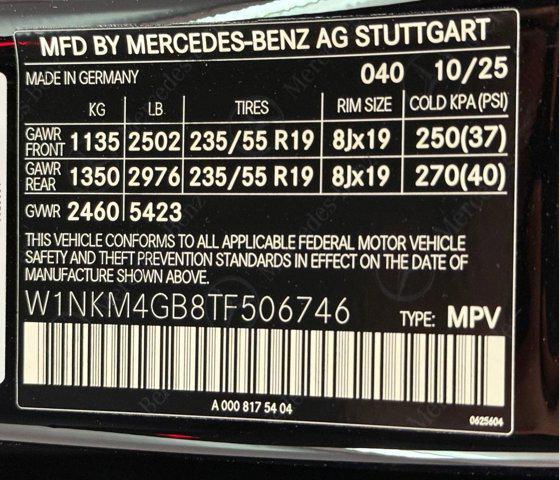 MFD BY MERCEDES-BENZ AG STUTTGART
MADE IN GERMANY 040 10/25
KG LB TIRES RIM SIZE COLD KPA(PSI)
GAWR FRONT 1135 2502 235/55 R19 8Jx19 250(37)
GAWR REAR 1350 2976 235/55 R19 8Jx19 270(40)
GVWR 2460 5423
THIS VEHICLE CONFORMS TO ALL APPLICABLE FEDERAL MOTOR VEHICLE
SAFETY AND THEFT PREVENTION STANDARDS IN EFFECT ON THE DATE OF
MANUFACTURE SHOWN ABOVE.
W1NKM4GB8TF506746 TYPE: MPV
A 000 817 54 04
0625604